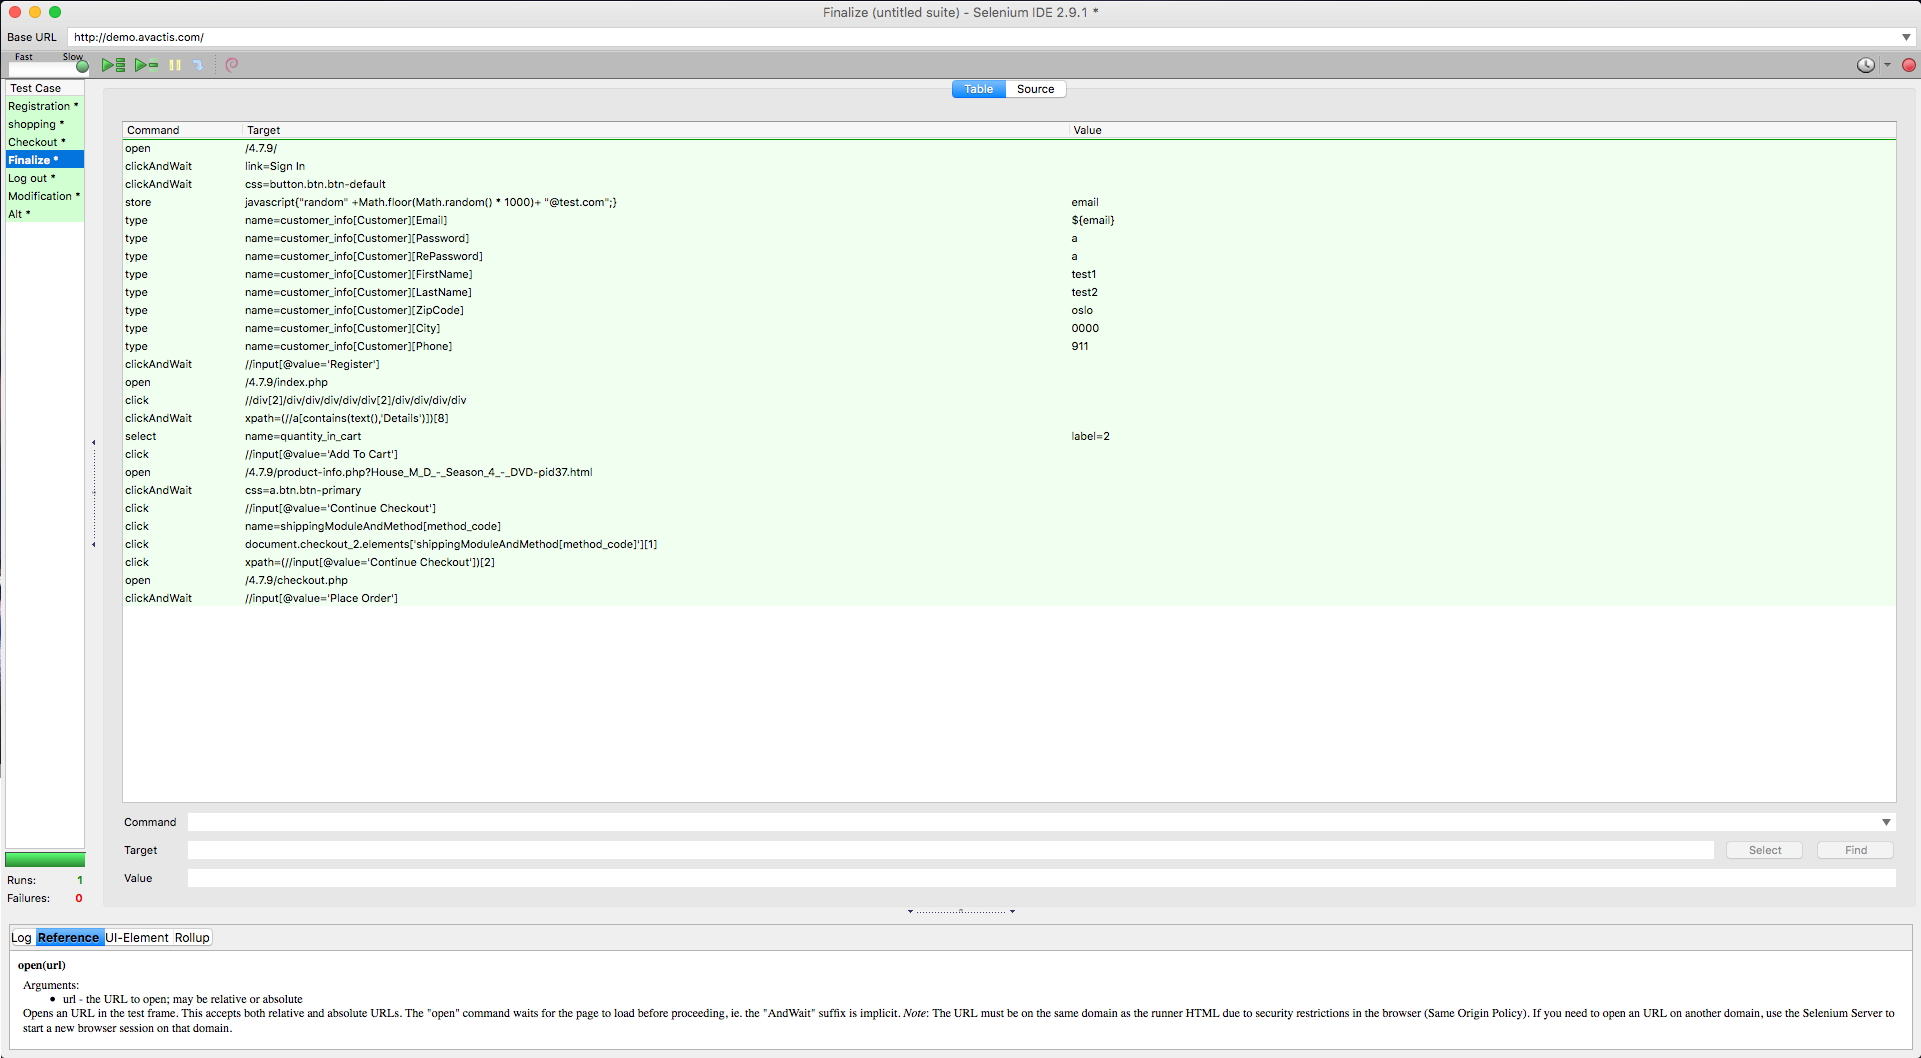 Finalize (untitled suite) - Selenium IDE 2.9.1 *
Base URL http://demo.avactis.com/
Fast Slow
Table Source
Test Case
Registration *
shopping *
Checkout *
Finalize *
Log out *
Modification *
Alt *
Command Target Value
open /4.7.9/
clickAndWait link=Sign In
clickAndWait css=button.btn.btn-default
store javascript{"random" +Math.floor(Math.random() * 1000)+ "@test.com";} email
type name=customer_info[Customer][Email] ${email}
type name=customer_info[Customer][Password] a
type name=customer_info[Customer][RePassword] a
type name=customer_info[Customer][FirstName] test1
type name=customer_info[Customer][LastName] test2
type name=customer_info[Customer][ZipCode] oslo
type name=customer_info[Customer][City] 0000
type name=customer_info[Customer][Phone] 911
clickAndWait //input[@value='Register']
open /4.7.9/index.php
click //div[2]/div/div/div/div/div[2]/div/div/div/div
clickAndWait xpath=(//a[contains(text(),'Details')])[8]
select name=quantity_in_cart label=2
click //input[@value='Add To Cart']
open /4.7.9/product-info.php?House_M_D_-_Season_4_-_DVD-pid37.html
clickAndWait css=a.btn.btn-primary
click //input[@value='Continue Checkout']
click name=shippingModuleAndMethod[method_code]
click document.checkout_2.elements['shippingModuleAndMethod[method_code]'][1]
click xpath=(//input[@value='Continue Checkout'])[2]
open /4.7.9/checkout.php
clickAndWait //input[@value='Place Order']
Command
Target Select Find
Value
Runs: 1
Failures: 0
Log Reference UI-Element Rollup
open(url)
Arguments:
• url - the URL to open; may be relative or absolute
Opens an URL in the test frame. This accepts both relative and absolute URLs. The "open" command waits for the page to load before proceeding, ie. the "AndWait" suffix is implicit. Note: The URL must be on the same domain as the runner HTML due to security restrictions in the browser (Same Origin Policy). If you need to open an URL on another domain, use the Selenium Server to
start a new browser session on that domain.